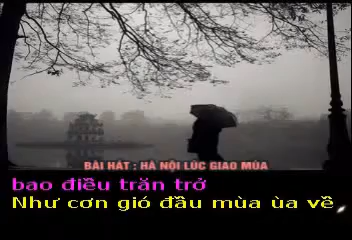 BÀI HÁT : HÀ NỘI LÚC GIAO MÙA
bao điều trăn trở
Như cơn gió đầu mùa ùa về